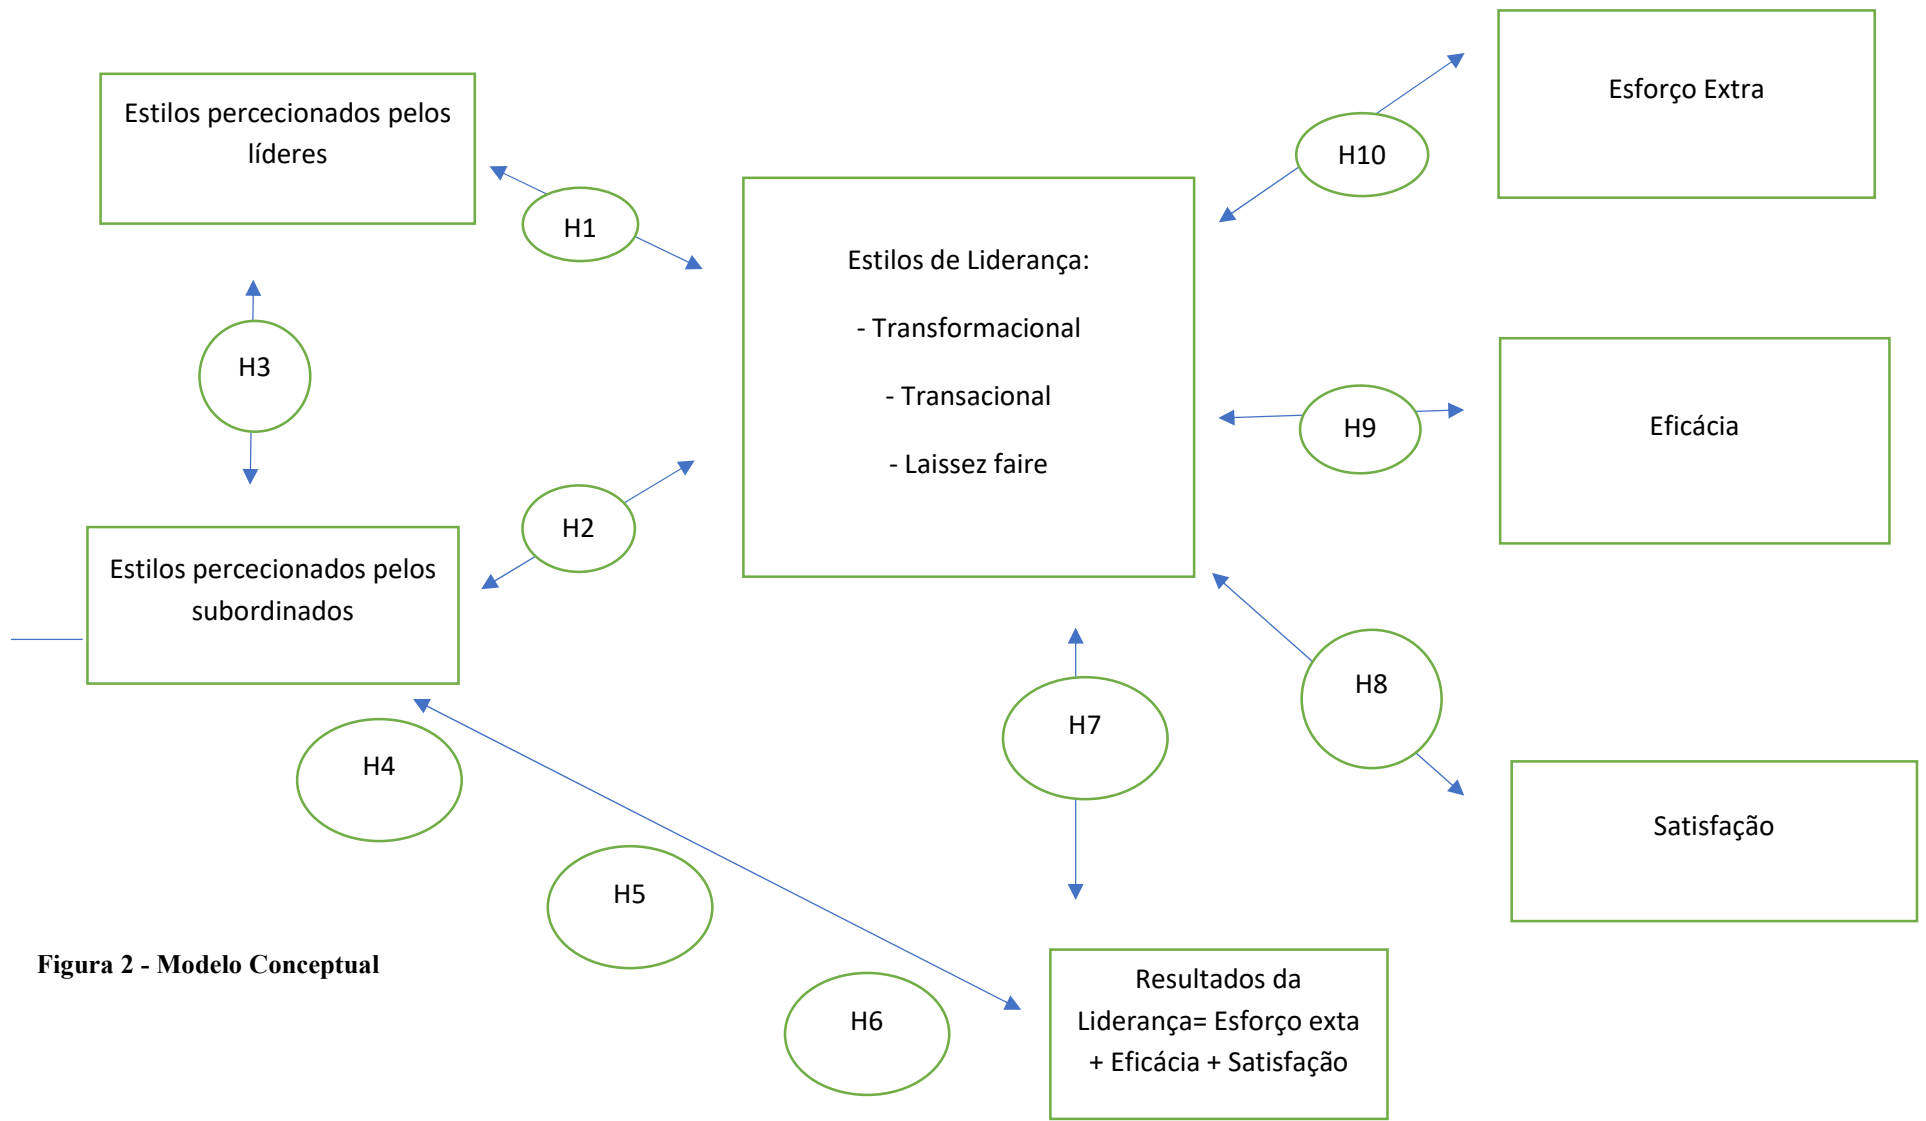 Estilos percecionados pelos
líderes
H1
H3
Estilos percecionados pelos
subordinados
H2
Estilos de Liderança:
- Transformacional
- Transacional
- Laissez faire
H10
Esforço Extra
H9
Eficácia
H8
Satisfação
H7
H4
H5
H6
Resultados da
Liderança= Esforço exta
+ Eficácia + Satisfação
Figura 2 - Modelo Conceptual